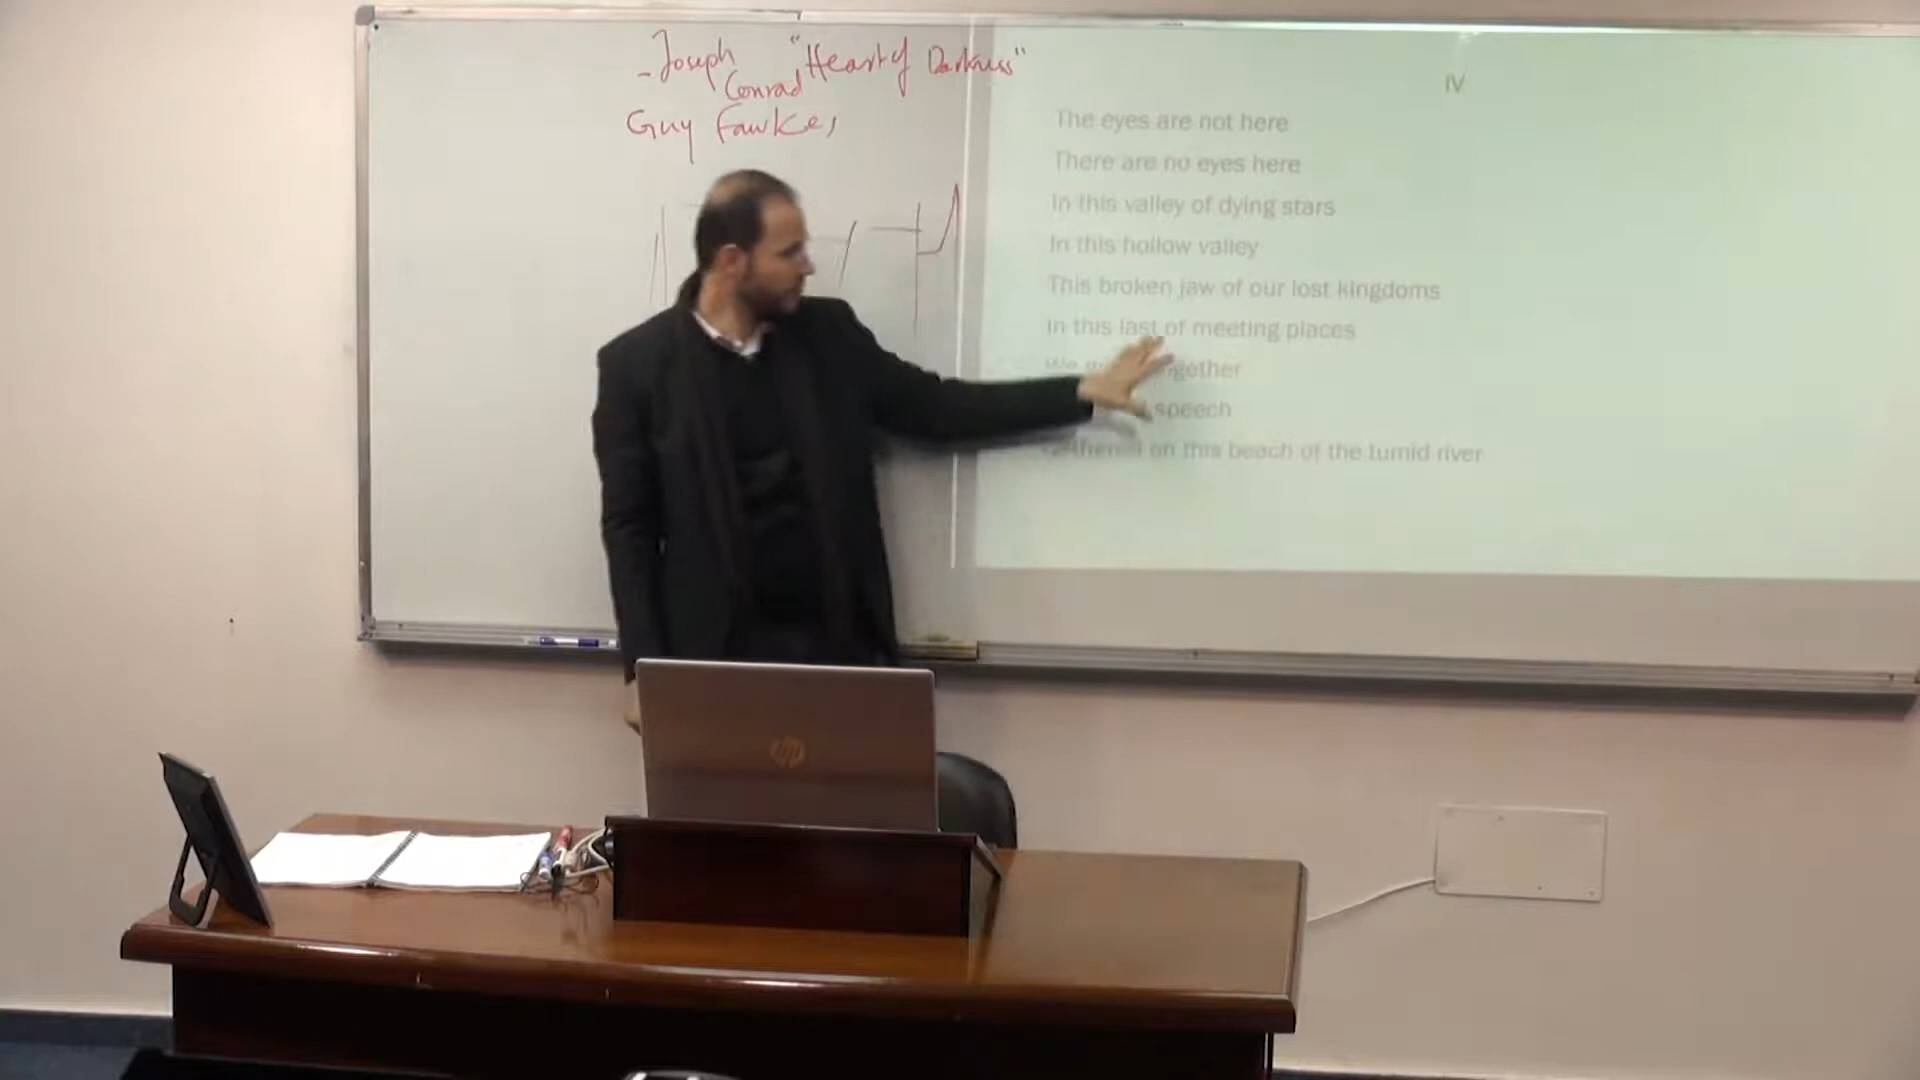 - Joseph "Heart of Darkness"
Conrad
Guy Fawkes
IV
The eyes are not here
There are no eyes here
In this valley of dying stars
In this hollow valley
This broken jaw of our lost kingdoms
In this last of meeting places
We together
speech
on this beach of the tumid river
hp